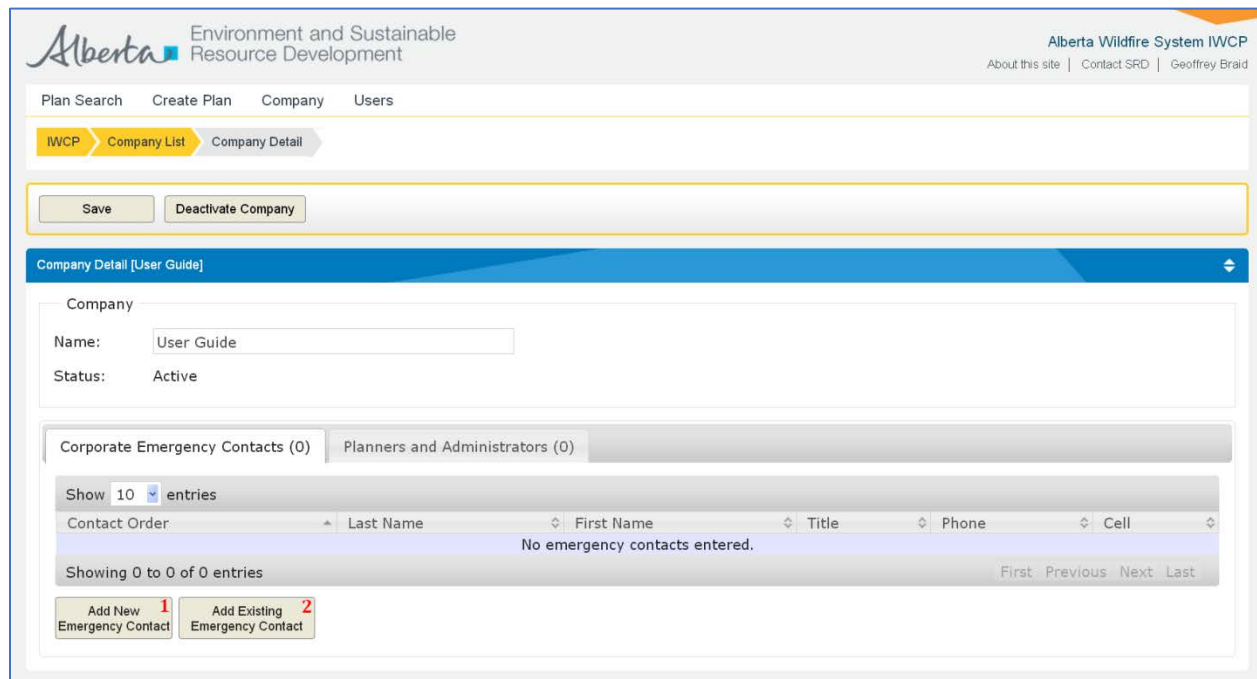 Alberta Environment and Sustainable
Resource Development
Alberta Wildfire System IWCP
About this site | Contact SRD | Geoffrey Braid
Plan Search Create Plan Company Users
IWCP Company List Company Detail
Save Deactivate Company
Company Detail [User Guide]
Company
Name: User Guide
Status: Active
Corporate Emergency Contacts (0) Planners and Administrators (0)
Show 10 entries
Contact Order Last Name First Name Title Phone Cell
No emergency contacts entered.
Showing 0 to 0 of 0 entries First Previous Next Last
Add New 1 Add Existing 2
Emergency Contact Emergency Contact